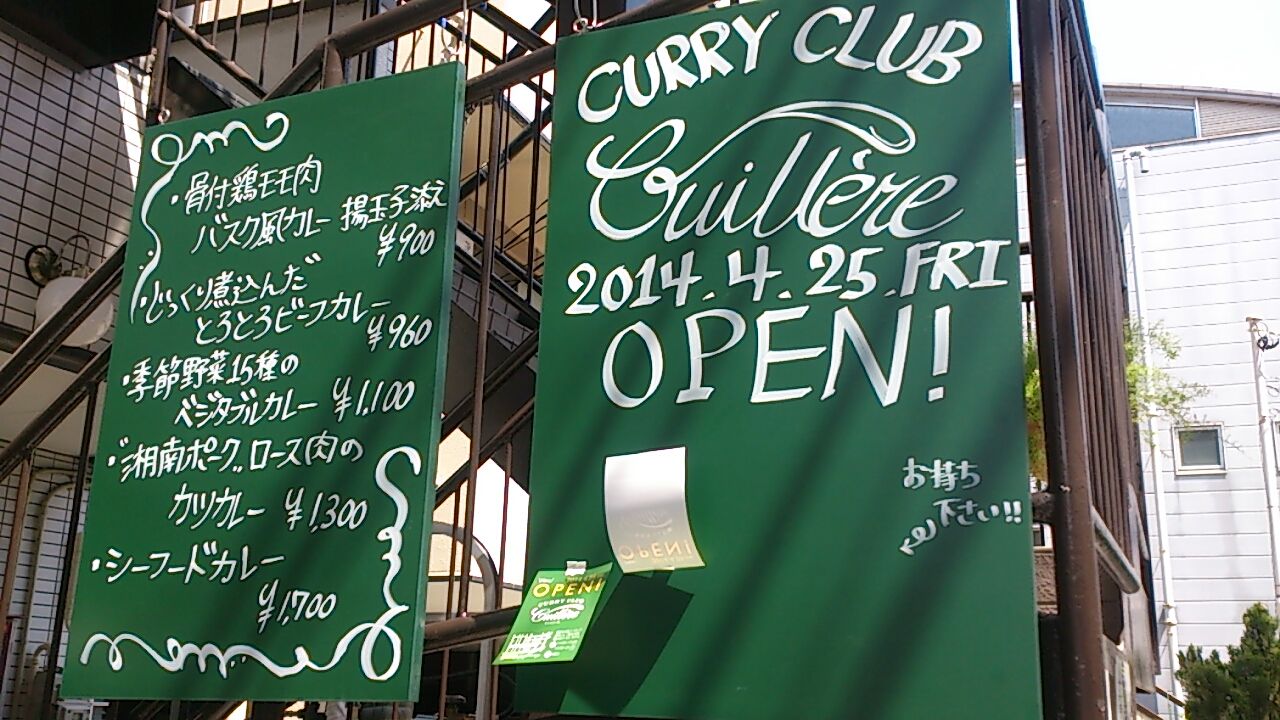 ・骨付鶏モモ肉
バスク風カレー 揚玉子添え
¥900
・じっくり煮込んだ
とろとろビーフカレー
¥960
・季節野菜15種の
ベジタブルカレー ¥1,100
・湘南ポーク ロース肉の
カツカレー ¥1,300
・シーフードカレー
¥1,700
CURRY CLUB
Cuillère
2014.4.25.FRI
OPEN!
お持ち
下さい!!
OPEN!
OPEN!
CURRY CLUB
Cuillère